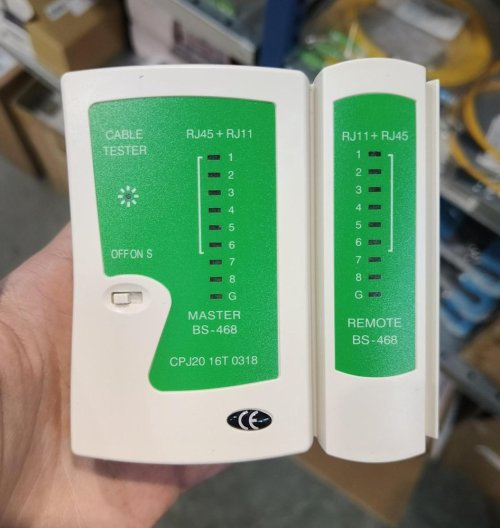 CABLE
TESTER
OFF ON S
RJ45 + RJ11
1
2
3
4
5
6
7
8
G
MASTER
BS-468
CPJ20 16T 0318
CE
RJ11 + RJ45
1
2
3
4
5
6
7
8
G
REMOTE
BS-468